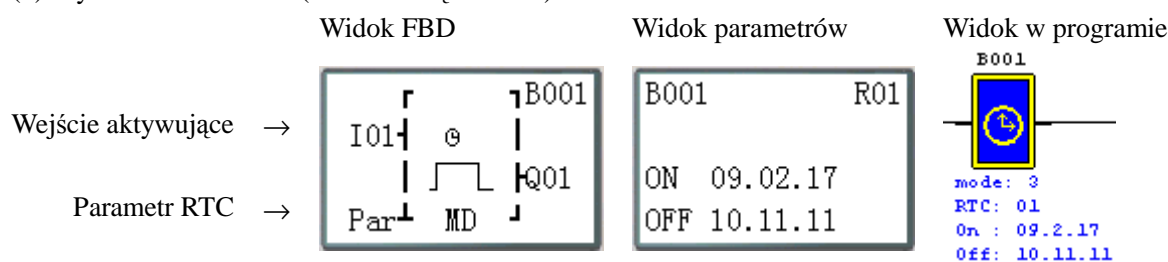 Widok FBD Widok parametrów Widok w programie
B001
B001 B001 R01
Wejście aktywujące → I01
Q01 ON 09.02.17
mode: 3
Parametr RTC → Par MD OFF 10.11.11
RTC: 01
On : 09.2.17
Off: 10.11.11